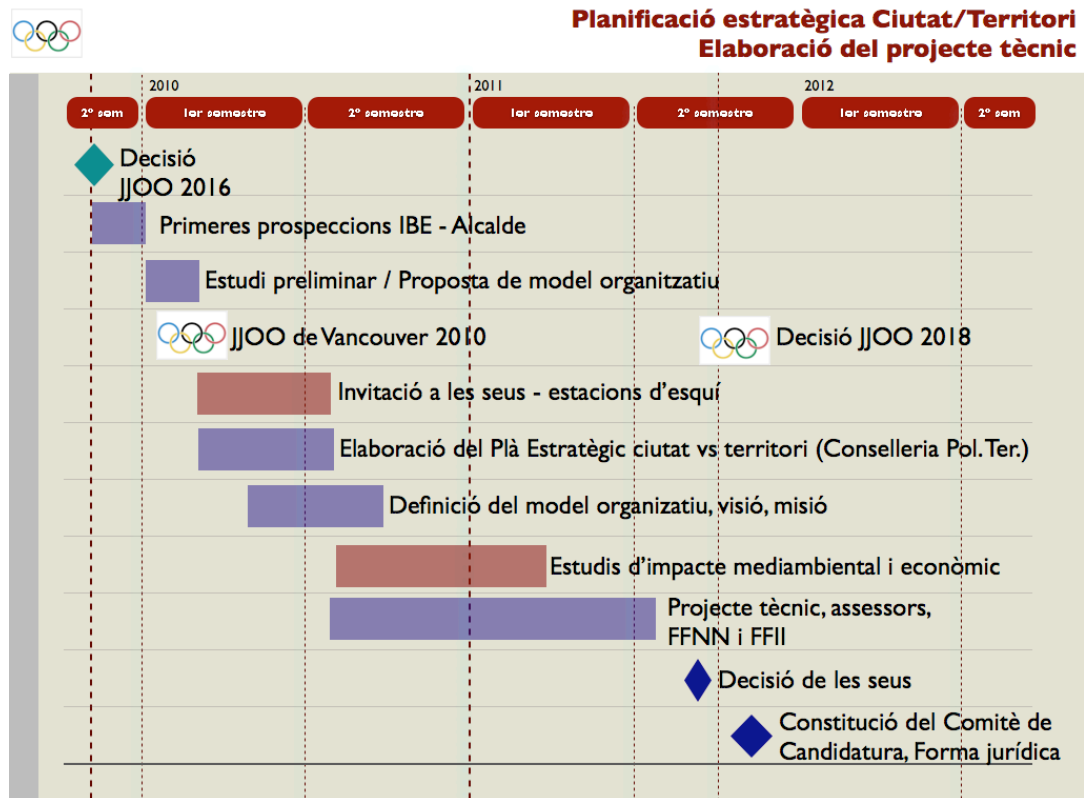 Planificació estratègica Ciutat/Territori
Elaboració del projecte tècnic
2010
2011
2012
2º sem
1er semestre
2º semestre
1er semestre
2º semestre
1er semestre
2º sem
Decisió
JJOO 2016
Primeres prospeccions IBE - Alcalde
Estudi preliminar / Proposta de model organitzatiu
JJOO de Vancouver 2010
Decisió JJOO 2018
Invitació a les seus - estacions d'esquí
Elaboració del Plà Estratègic ciutat vs territori (Conselleria Pol. Ter.)
Definició del model organizatiu, visió, misió
Estudis d'impacte mediambiental i econòmic
Projecte tècnic, assessors,
FFNN i FFII
Decisió de les seus
Constitució del Comitè de
Candidatura, Forma jurídica